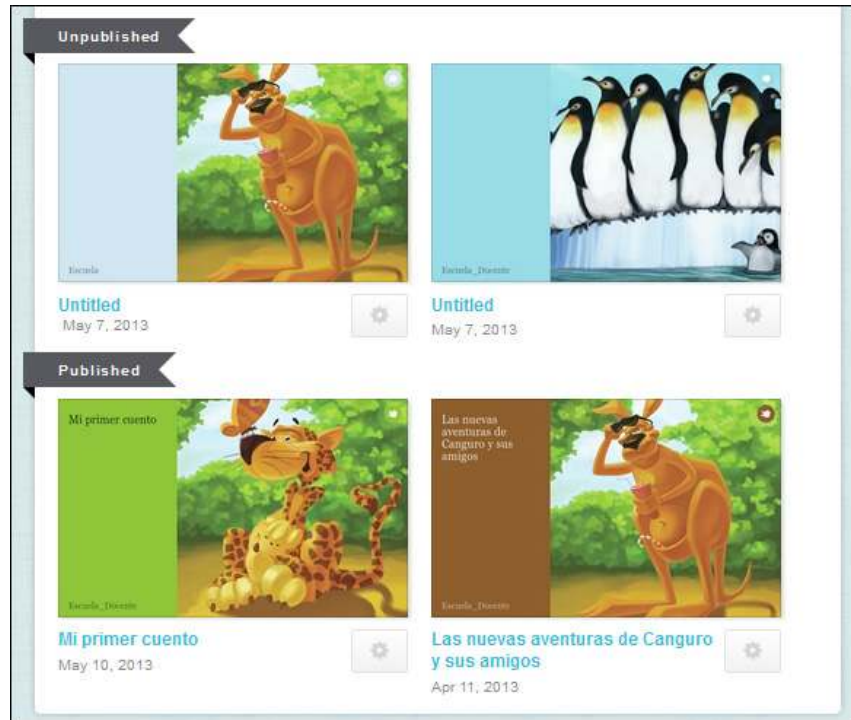 Unpublished
Escuela
Escuela_Docente
Untitled
May 7, 2013
Untitled
May 7, 2013
Published
Mi primer cuento
Escuela_Docente
Las nuevas
aventuras de
Canguro y sus
amigos
Escuela_Docente
Mi primer cuento
May 10, 2013
Las nuevas aventuras de Canguro
y sus amigos
Apr 11, 2013